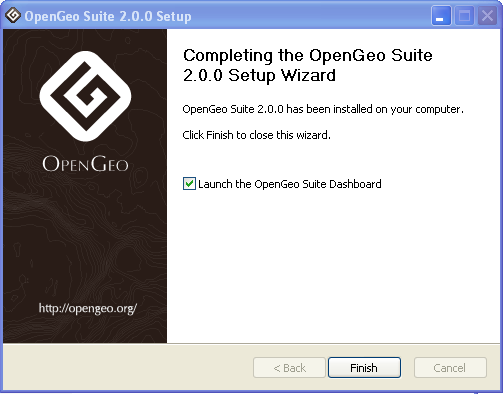 OpenGeo Suite 2.0.0 Setup
Completing the OpenGeo Suite
2.0.0 Setup Wizard
OpenGeo Suite 2.0.0 has been installed on your computer.
Click Finish to close this wizard.
OPENGEO
Launch the OpenGeo Suite Dashboard
http://opengeo.org/
< Back
Finish
Cancel